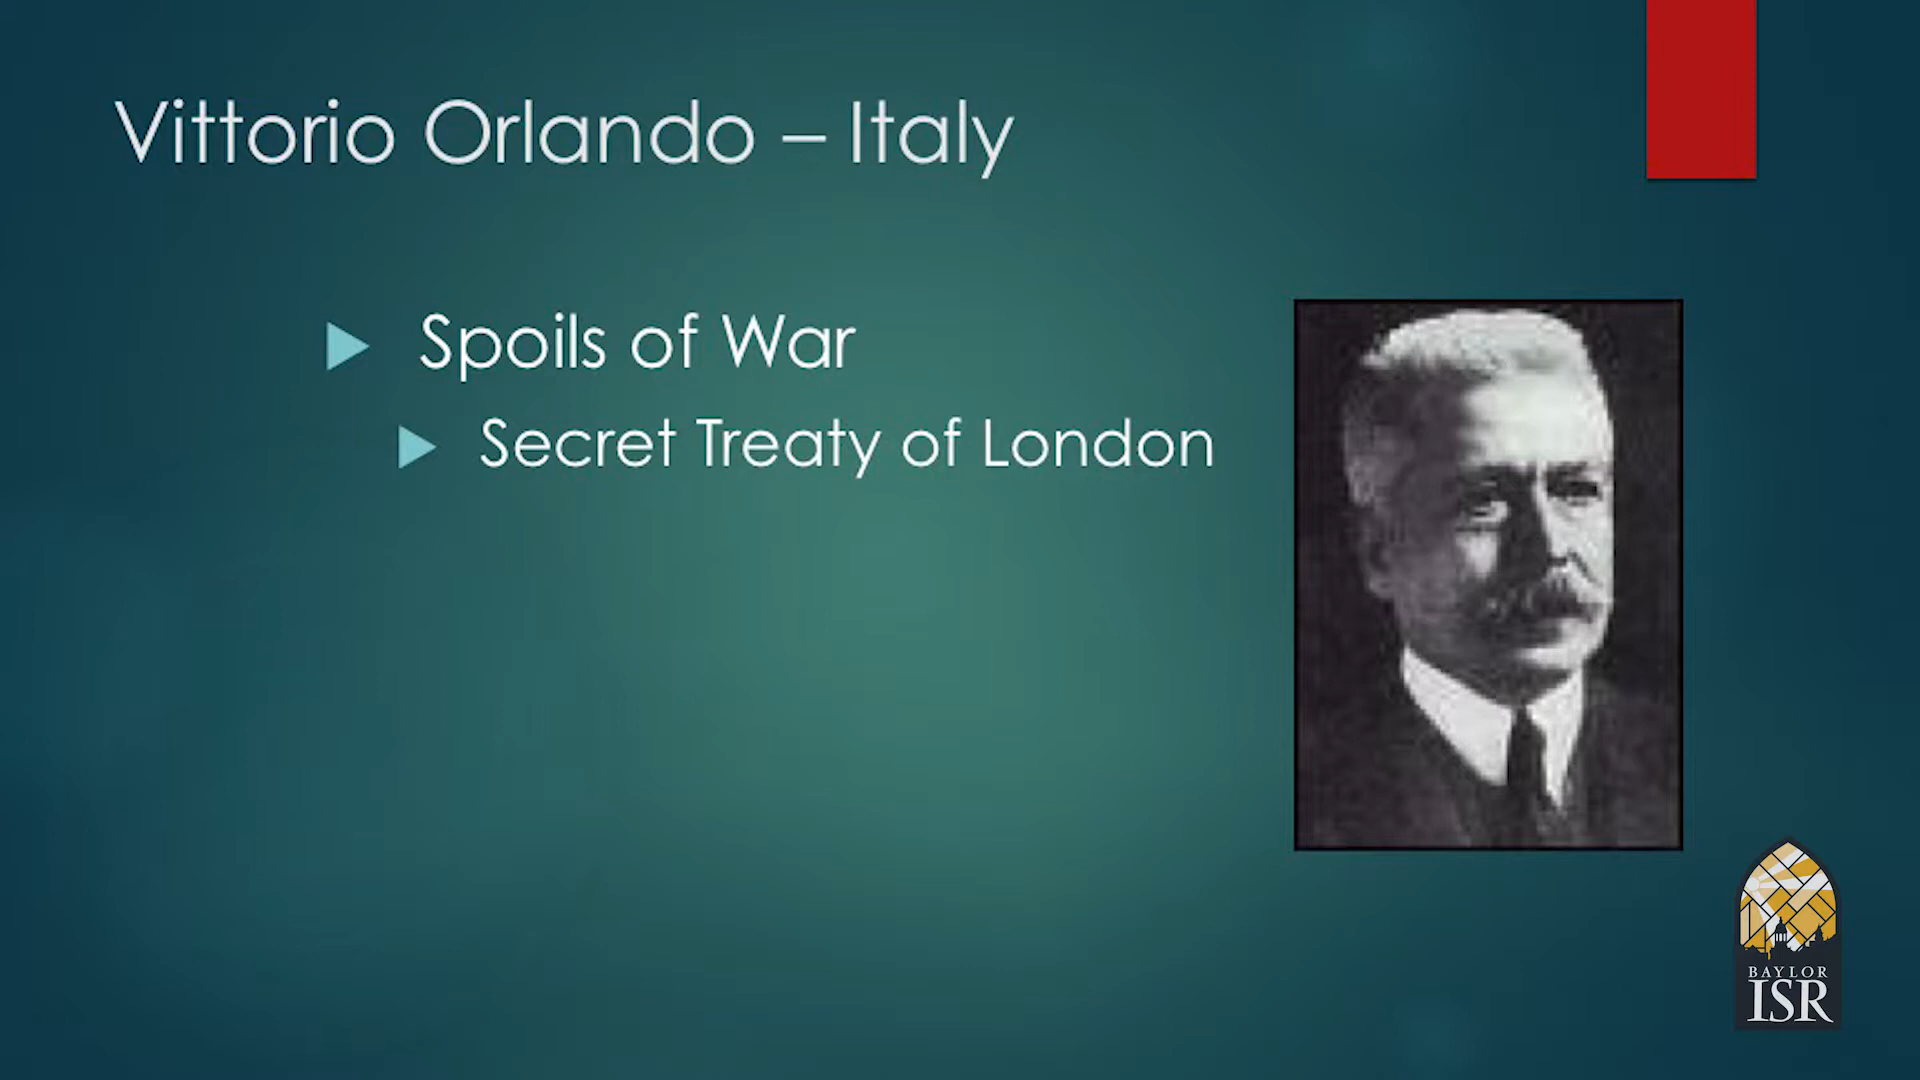 Vittorio Orlando – Italy
Spoils of War
Secret Treaty of London
BAYLOR
ISR